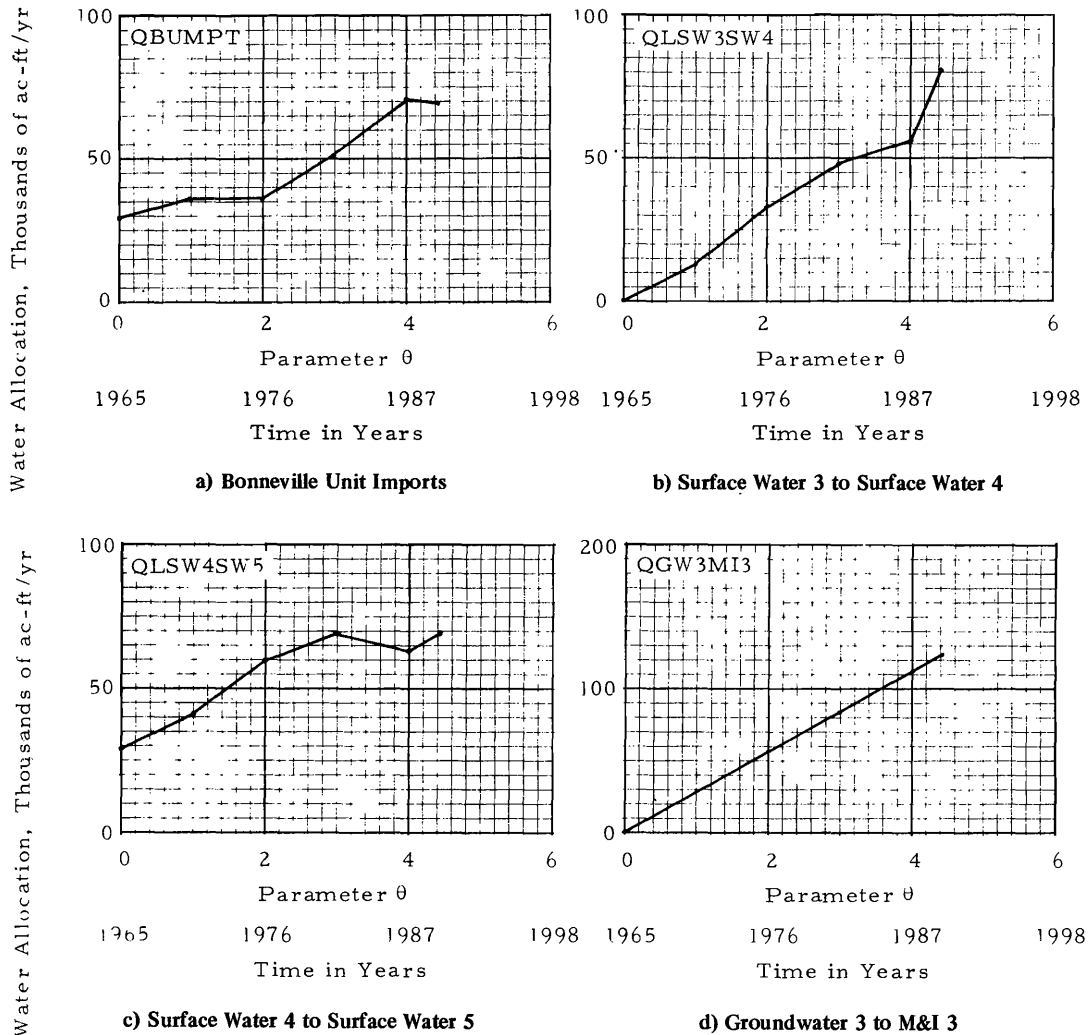 Water Allocation, Thousands of ac-ft/yr
100
QBUMPT
50
0
0 2 4 6
Parameter θ
1965 1976 1987 1998
Time in Years
a) Bonneville Unit Imports
100
QLSW3SW4
50
0
0 2 4 6
Parameter θ
1965 1976 1987 1998
Time in Years
b) Surface Water 3 to Surface Water 4
Water Allocation, Thousands of ac-ft/yr
100
QLSW4SW5
50
0
0 2 4 6
Parameter θ
1965 1976 1987 1998
Time in Years
c) Surface Water 4 to Surface Water 5
200
QGW3MI3
100
0
0 2 4 6
Parameter θ
1965 1976 1987 1998
Time in Years
d) Groundwater 3 to M&I 3